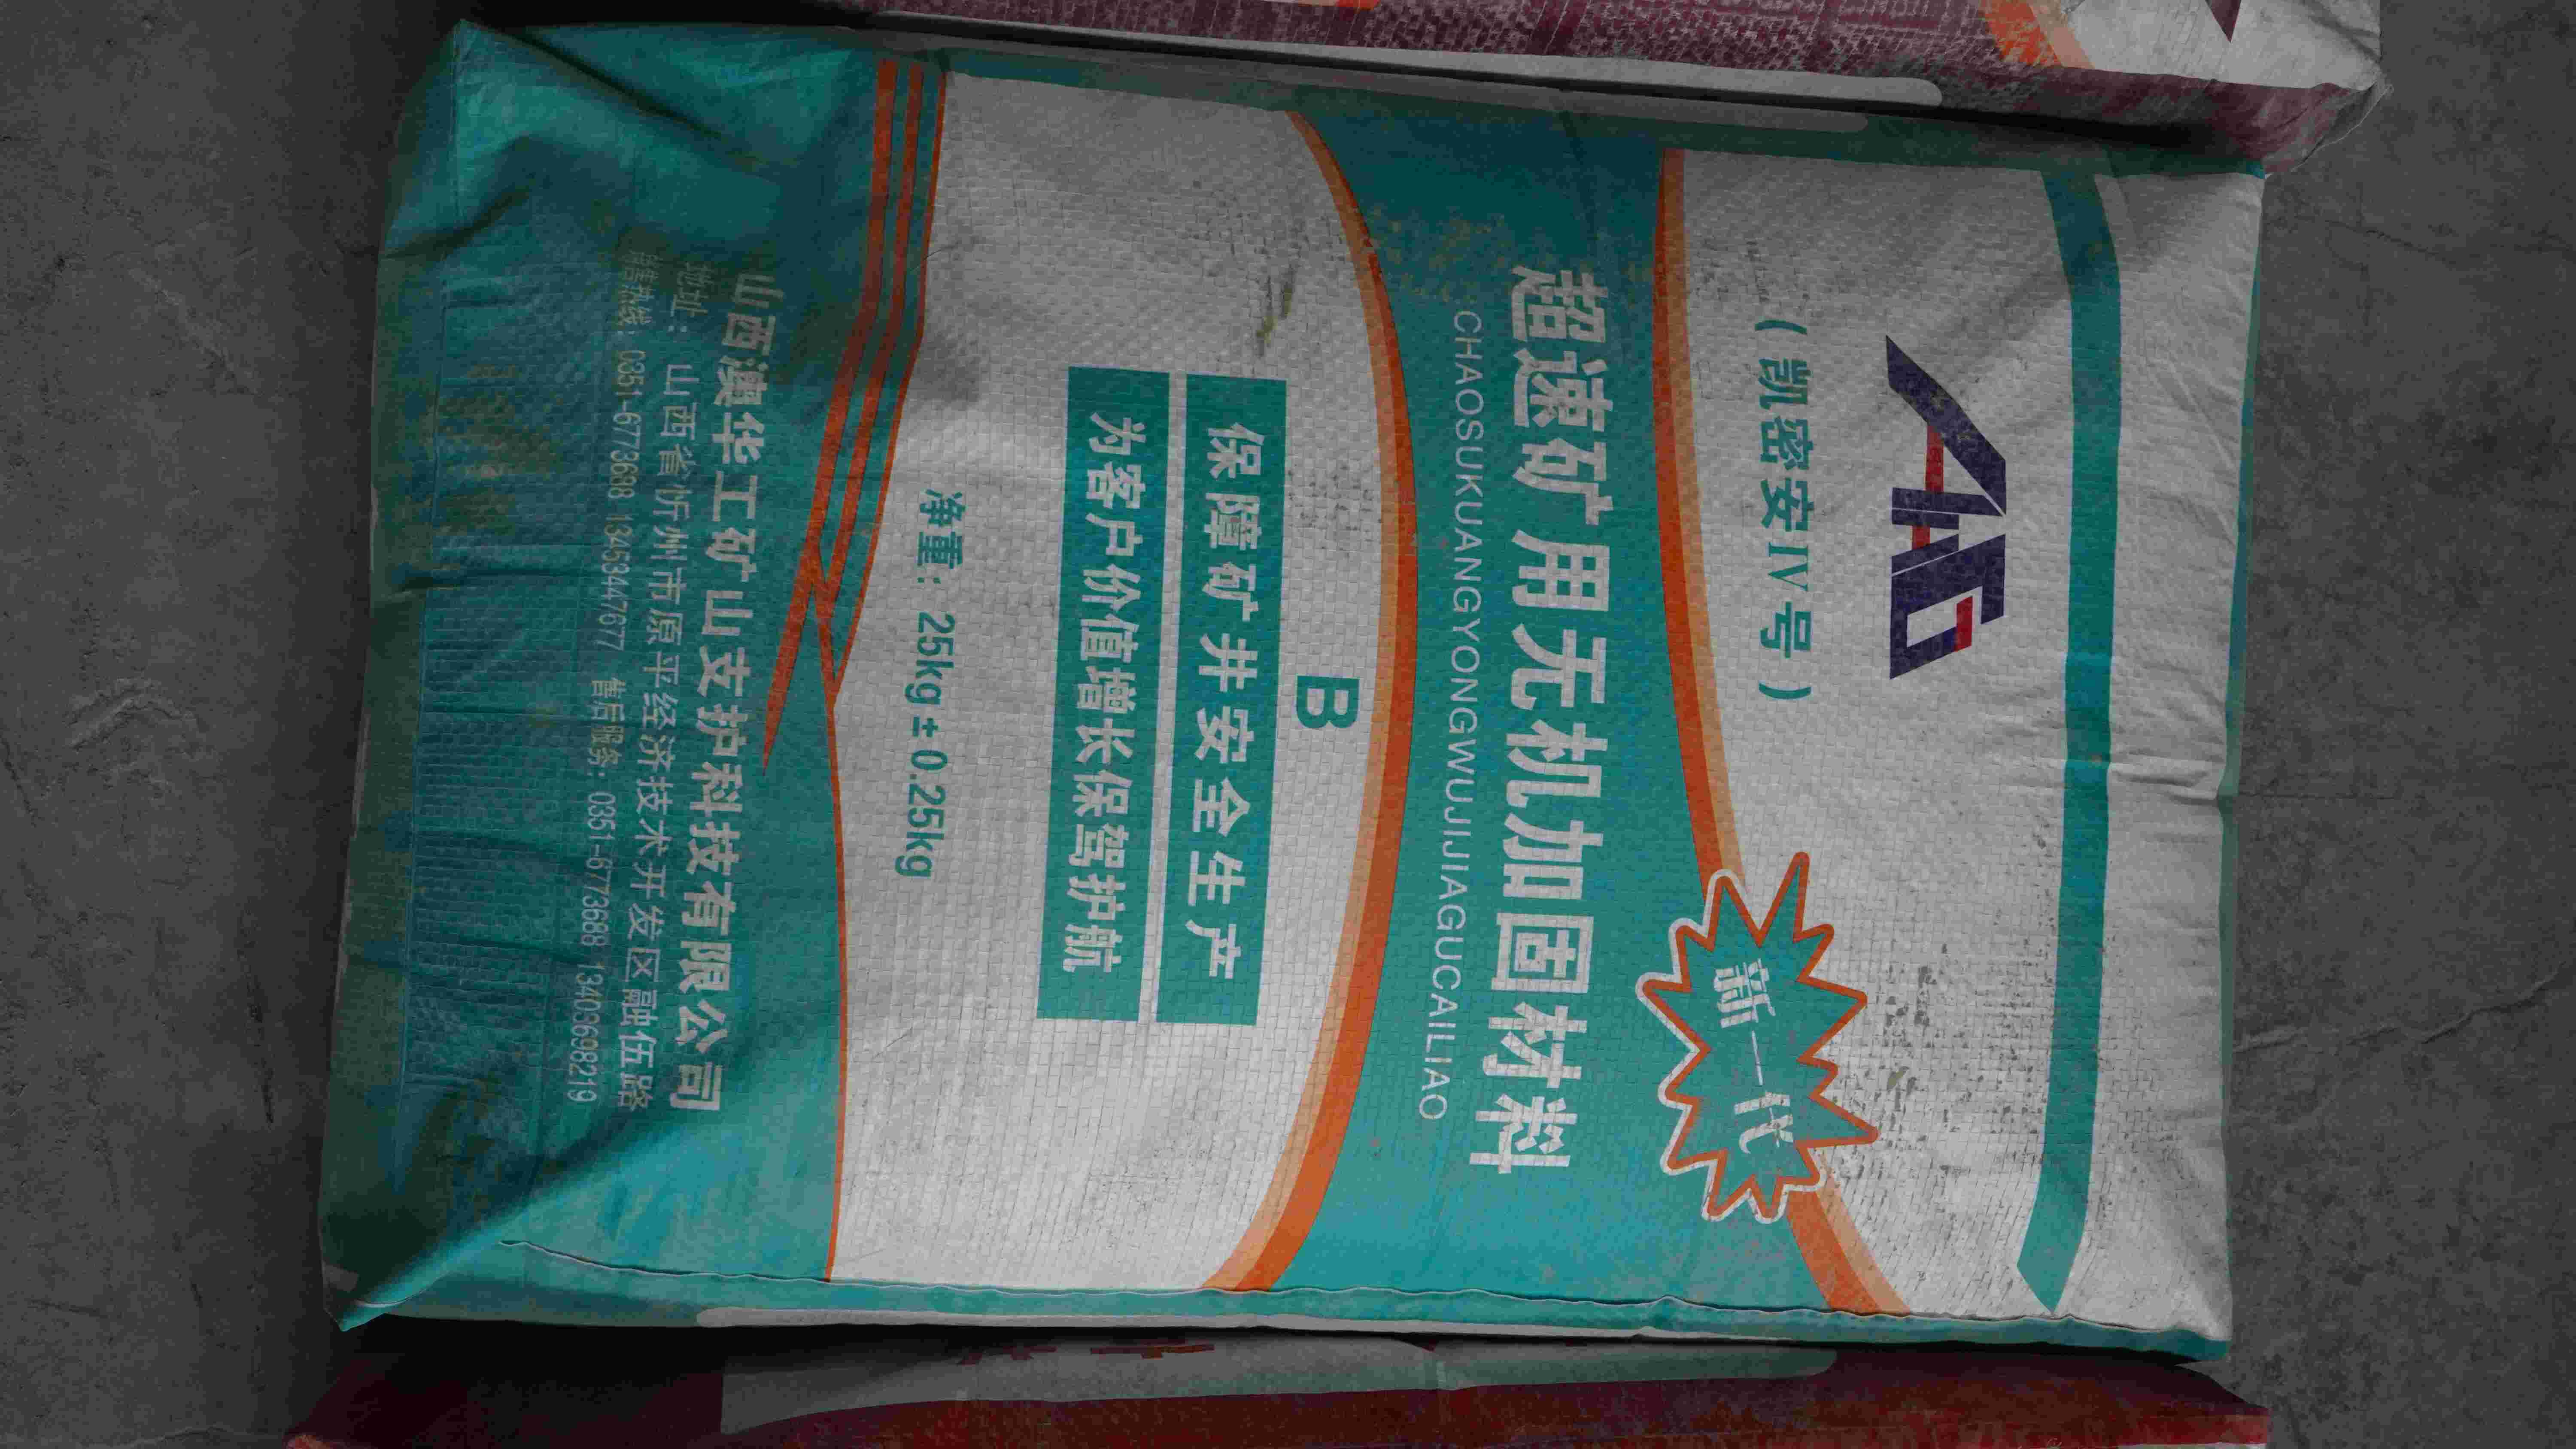 AHG
（凯密安IV号）
新一代
超速矿用无机加固材料
CHAOSUKUANGYONGWUJIJIAGUCAILIAO
B
保障矿井安全生产
为客户价值增长保驾护航
净重：25kg±0.25kg
山西澳华工矿山支护科技有限公司
地址：山西省忻州市原平经济技术开发区融伍路
销售热线：0351-6773688 13453447677 售后服务：0351-6773688 13403698219